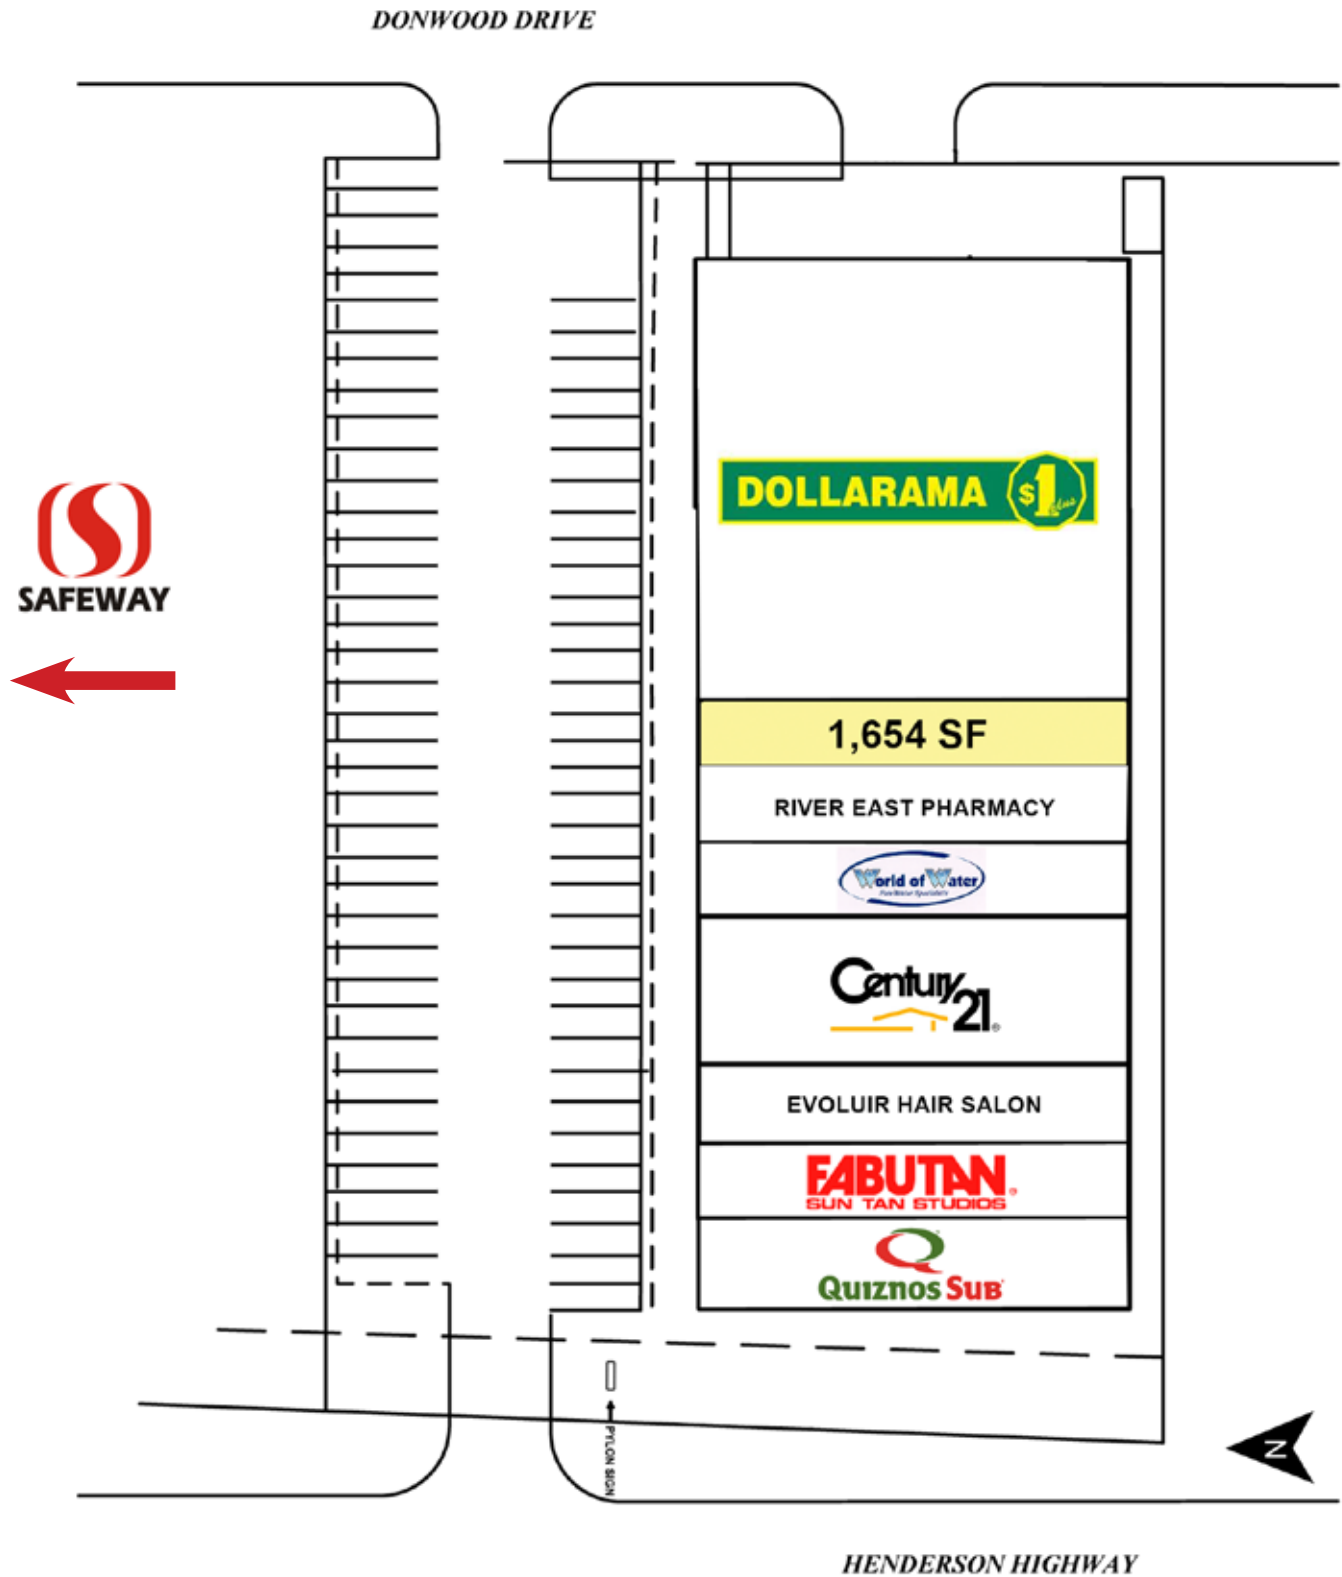 DONWOOD DRIVE
DOLLARAMA $1 plus
SAFEWAY
1,654 SF
RIVER EAST PHARMACY
World of Water
Century 21®
EVOLUIR HAIR SALON
FABUTAN®
SUN TAN STUDIOS
QUIZNOS SUB
PYLON SIGN
N
HENDERSON HIGHWAY